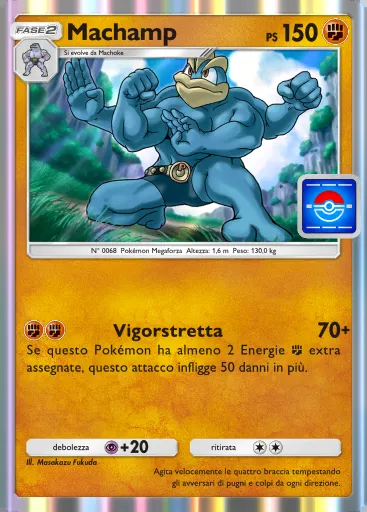 FASE 2
Machamp
PS 150
Si evolve da Machoke
N° 0068 Pokémon Megaforza Altezza: 1,6 m Peso: 130,0 kg
Vigorstretta 70+
Se questo Pokémon ha almeno 2 Energie extra
assegnate, questo attacco infligge 50 danni in più.
debolezza +20 ritirata
Ill. Masakazu Fukuda
Agita velocemente le quattro braccia tempestando
gli avversari di pugni e colpi da ogni direzione.